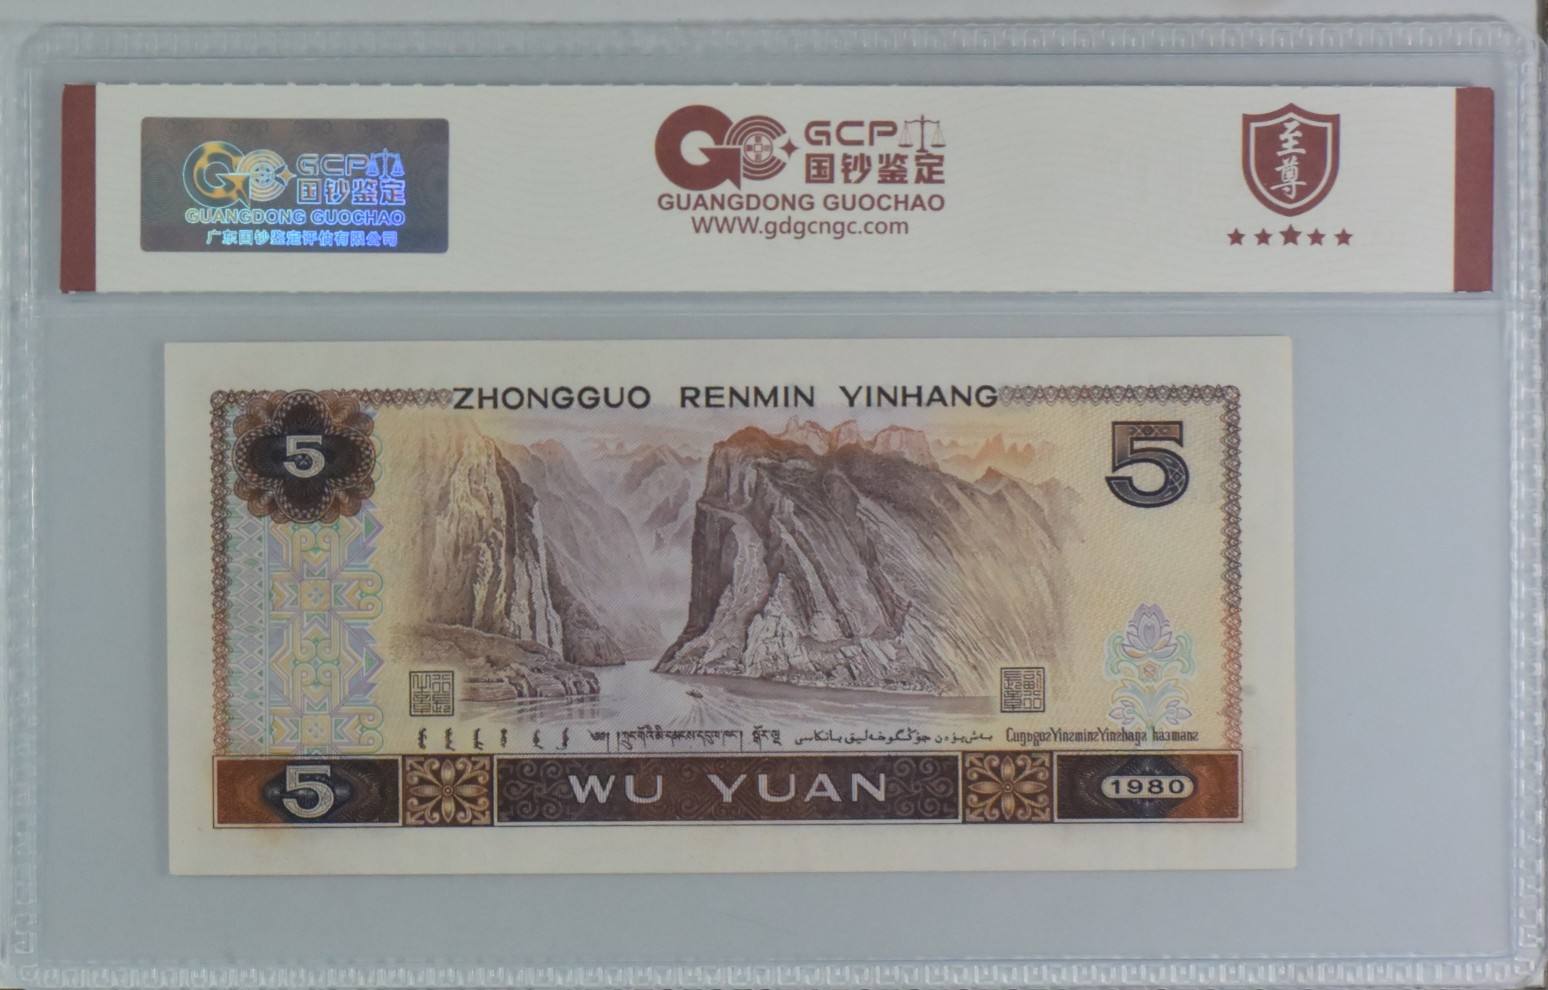 GCP
国钞鉴定
GUANGDONG GUOCHAO
广东国钞鉴定评估有限公司
GCP
国钞鉴定
GUANGDONG GUOCHAO
WWW.gdgcngc.com
至尊
ZHONGGUO RENMIN YINHANG
5
5
CuŋgozYinzminzYinzhangz haзmanz
5
WU YUAN
1980